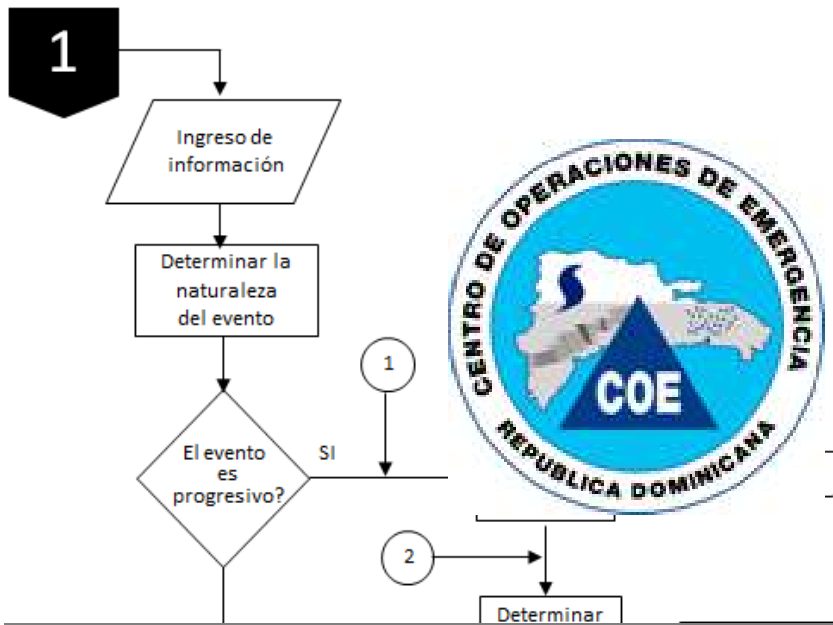 1
Ingreso de
información
Determinar la
naturaleza
del evento
1
El evento
es
progresivo?
SI
CENTRO DE OPERACIONES DE EMERGENCIA
COE
REPUBLICA DOMINICANA
2
Determinar